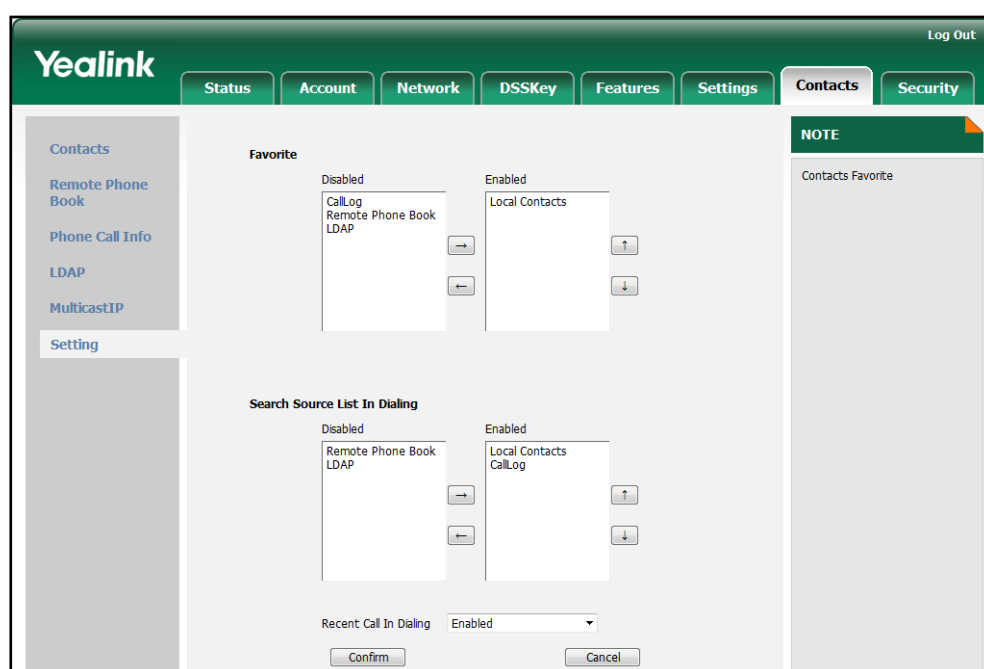 Log Out
Yealink
Status
Account
Network
DSSKey
Features
Settings
Contacts
Security
Contacts
Remote Phone
Book
Phone Call Info
LDAP
MulticastIP
Setting
Favorite
Disabled
Enabled
CallLog
Remote Phone Book
LDAP
Local Contacts
→
←
↑
↓
Search Source List In Dialing
Disabled
Enabled
Remote Phone Book
LDAP
Local Contacts
CallLog
→
←
↑
↓
Recent Call In Dialing
Enabled
Confirm
Cancel
NOTE
Contacts Favorite